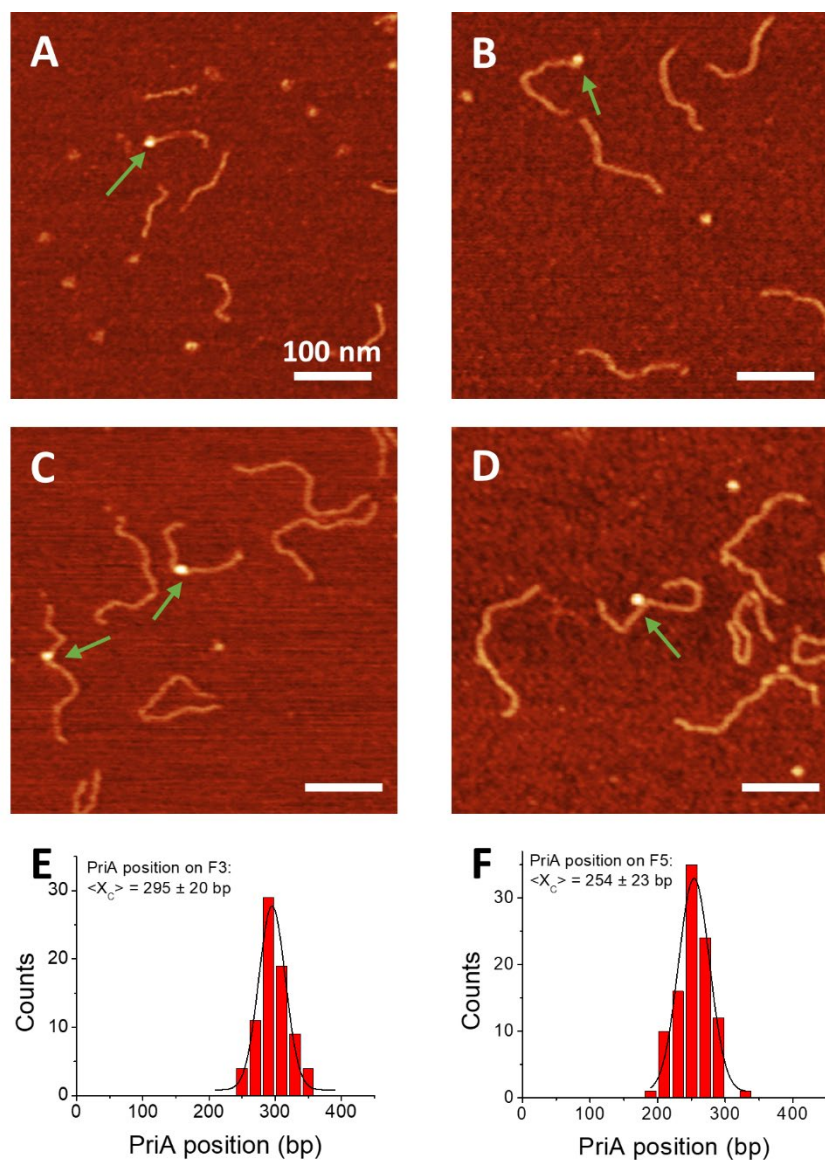 A
B
100 nm
C
D
E
PriA position on F3:
<X_C> = 295 ± 20 bp
30
20
10
0
Counts
0 100 200 300 400
PriA position (bp)
F
PriA position on F5:
<X_C> = 254 ± 23 bp
30
20
10
0
Counts
0 100 200 300 400
PriA position (bp)